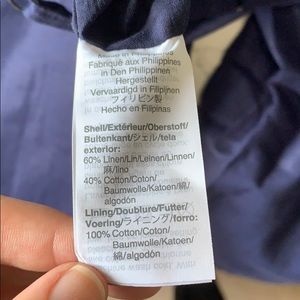 Made in Philippines
Fabriqué aux Philippines
In Den Philippinen
Hergestellt
Vervaardigd in Filipijnen
フィリピン製
Hecho en Filipinas
Shell/Extérieur/Oberstoff/
Buitenkant/シェル/tela
exterior:
60% Linen/Lin/Leinen/Linnen/
麻/lino
40% Cotton/Coton/
Baumwolle/Katoen/綿/
algodón
Lining/Doublure/Futter/
Voering/ライニング/forro:
100% Cotton/Coton/
Baumwolle/Katoen/
綿/algodón